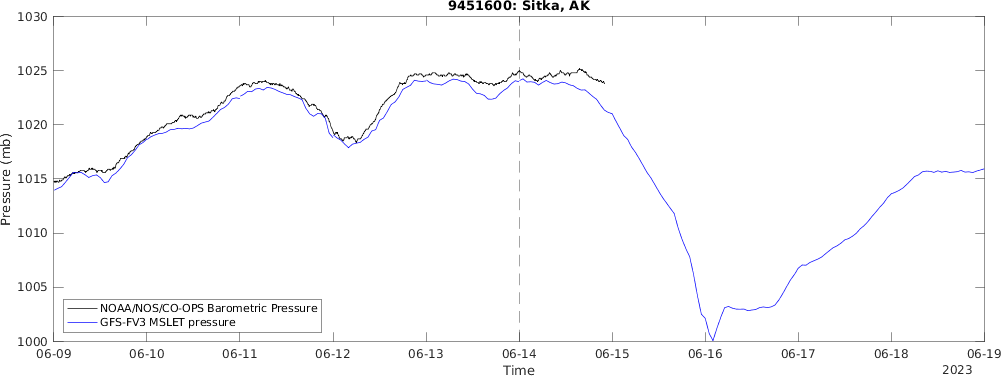 9451600: Sitka, AK
1030
1025
1020
1015
1010
1005
1000
Pressure (mb)
NOAA/NOS/CO-OPS Barometric Pressure
GFS-FV3 MSLET pressure
06-09 06-10 06-11 06-12 06-13 06-14 06-15 06-16 06-17 06-18 06-19
Time
2023